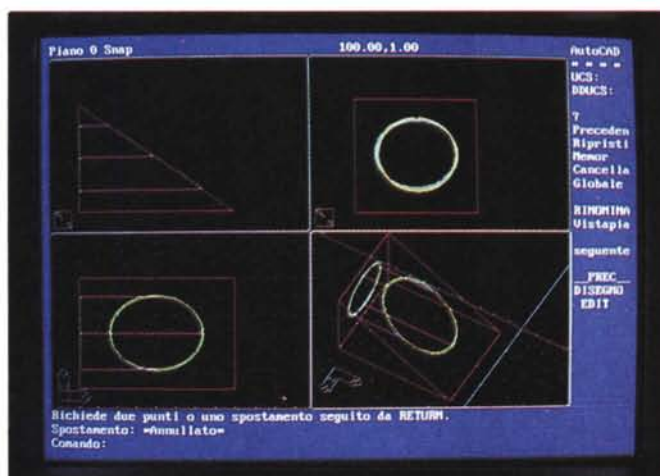 Piano 0 Snap
100.00,1.00
AutoCAD
* * * *
UCS:
DDUCS:
?
Preceden
Ripristi
Memor
Cancella
Globale
RINOMINA
Vistapia
seguente
__PREC__
DISEGNO
EDIT
Richiede due punti o uno spostamento seguito da RETURN.
Spostamento: *Annullato*
Comando: